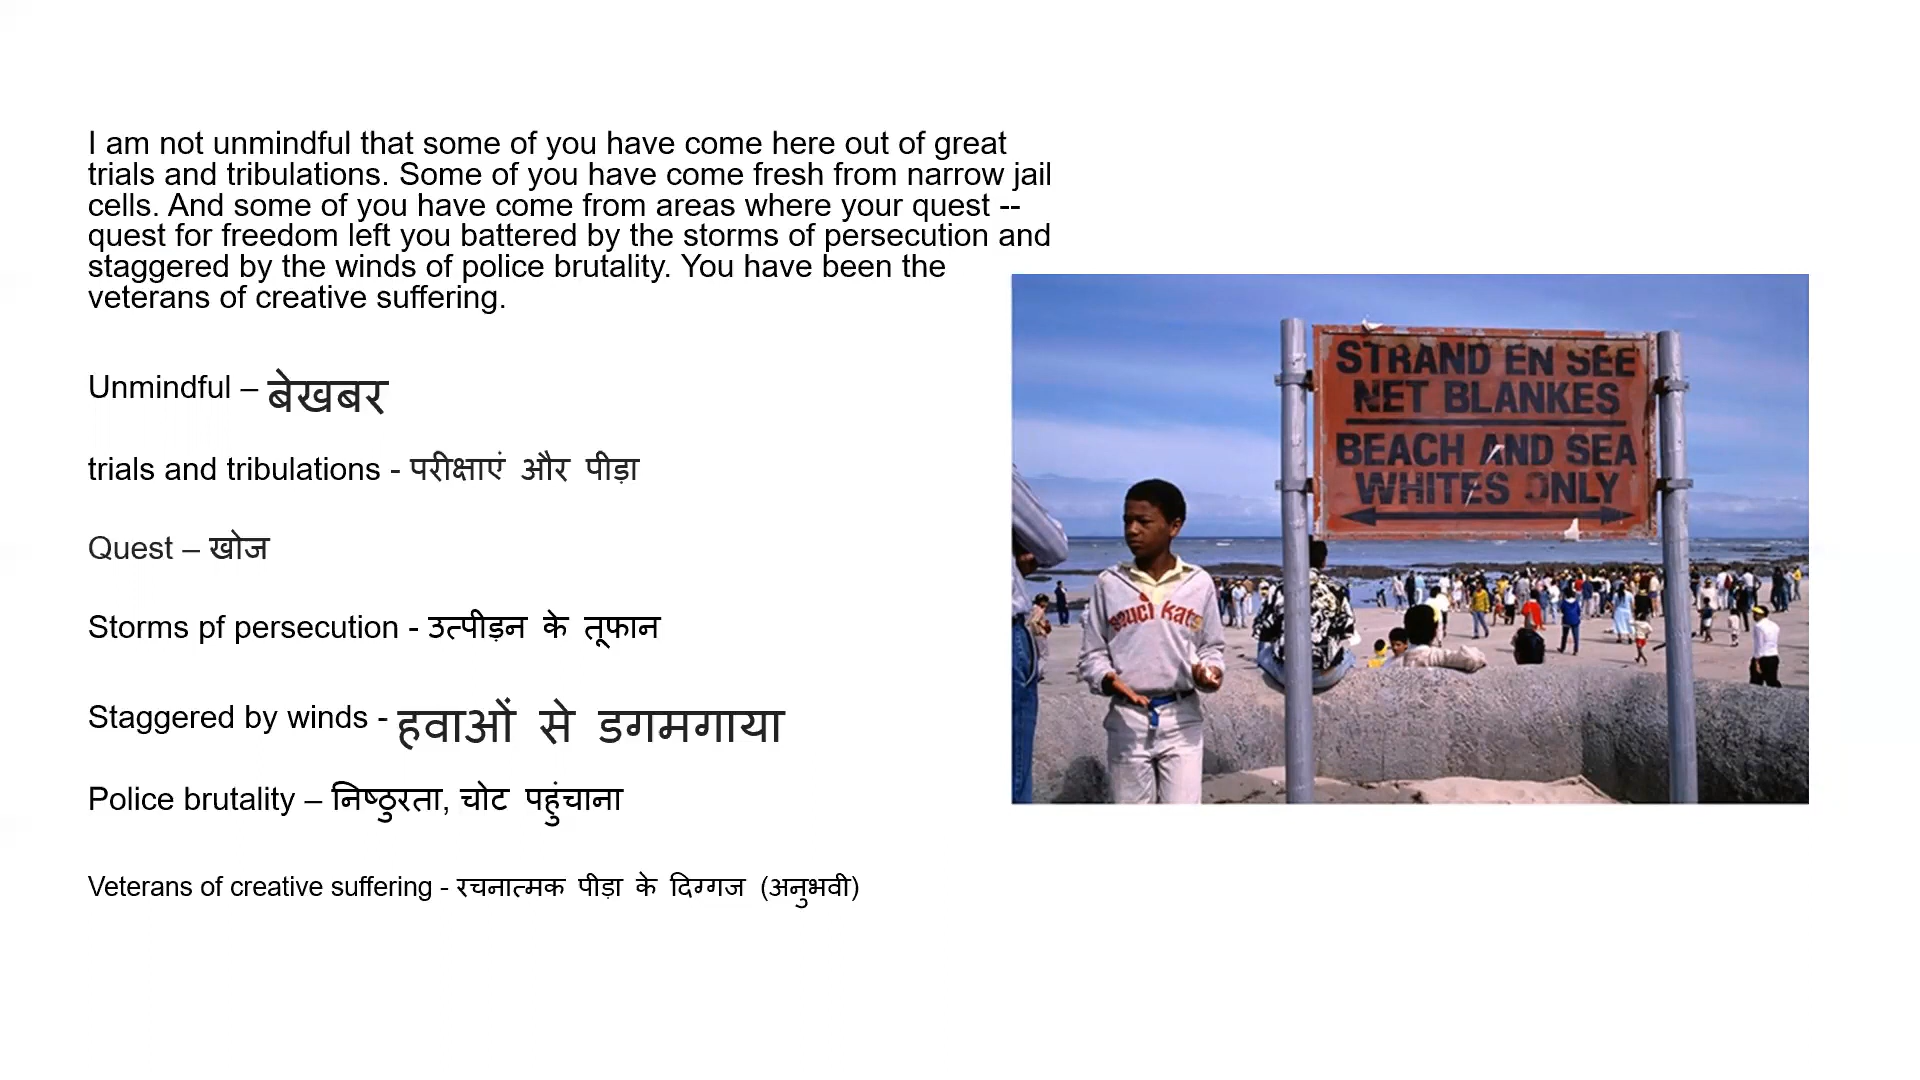 I am not unmindful that some of you have come here out of great
trials and tribulations. Some of you have come fresh from narrow jail
cells. And some of you have come from areas where your quest --
quest for freedom left you battered by the storms of persecution and
staggered by the winds of police brutality. You have been the
veterans of creative suffering.
Unmindful – बेखबर
trials and tribulations - परीक्षाएं और पीड़ा
Quest – खोज
Storms pf persecution - उत्पीड़न के तूफान
Staggered by winds - हवाओं से डगमगाया
Police brutality – निष्ठुरता, चोट पहुंचाना
Veterans of creative suffering - रचनात्मक पीड़ा के दिग्गज (अनुभवी)
STRAND EN SEE
NET BLANKES
BEACH AND SEA
WHITES ONLY